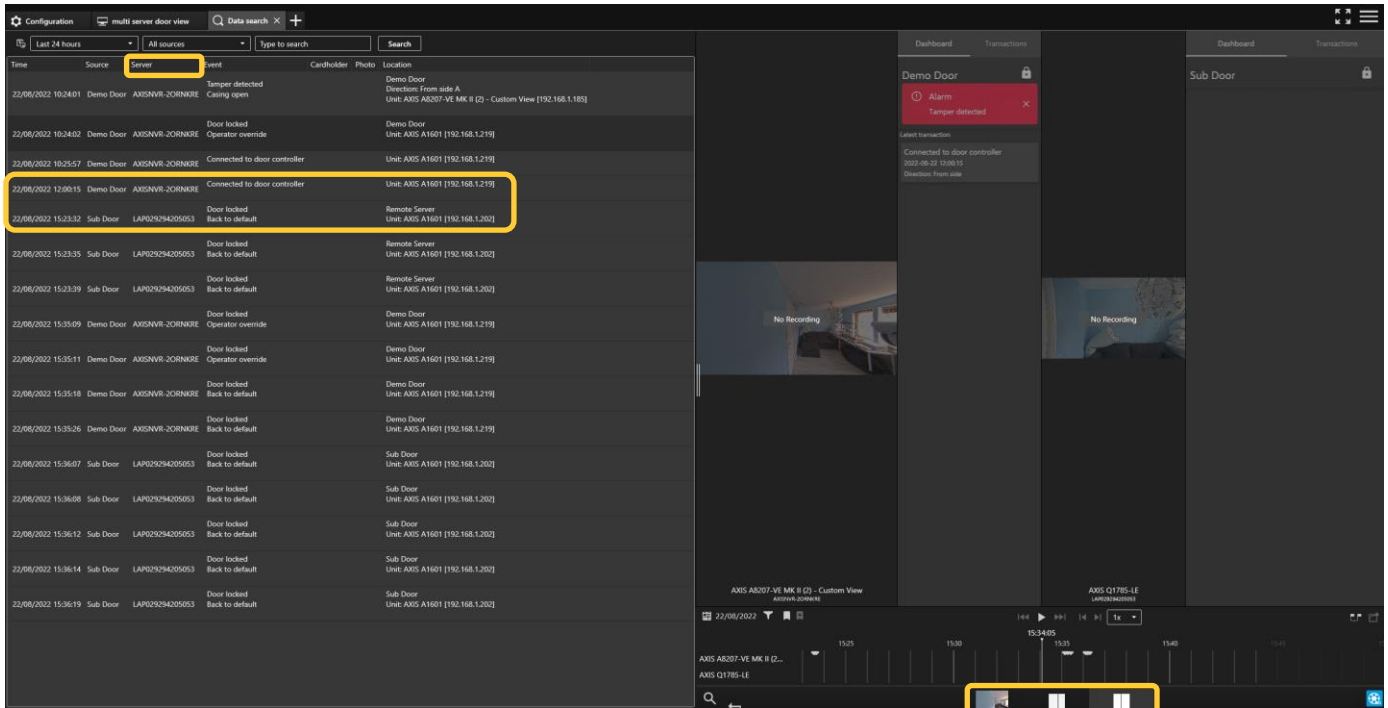 Configuration multi server door view Data search
Last 24 hours All sources Type to search Search
Time Source Server Event Cardholder Photo Location
22/08/2022 10:24:01 Demo Door AXISNVR-2ORNKRE Tamper detected
Casing open
Demo Door
Direction: From side A
Unit: AXIS A8207-VE MK II (2) - Custom View [192.168.1.185]
22/08/2022 10:24:02 Demo Door AXISNVR-2ORNKRE Door locked
Operator override
Demo Door
Unit: AXIS A1601 [192.168.1.219]
22/08/2022 10:25:57 Demo Door AXISNVR-2ORNKRE Connected to door controller Unit: AXIS A1601 [192.168.1.219]
22/08/2022 12:00:15 Demo Door AXISNVR-2ORNKRE Connected to door controller Unit: AXIS A1601 [192.168.1.219]
22/08/2022 15:23:32 Sub Door LAP029294205053 Door locked
Back to default
Remote Server
Unit: AXIS A1601 [192.168.1.202]
22/08/2022 15:23:35 Sub Door LAP029294205053 Door locked
Back to default
Remote Server
Unit: AXIS A1601 [192.168.1.202]
22/08/2022 15:23:39 Sub Door LAP029294205053 Door locked
Back to default
Remote Server
Unit: AXIS A1601 [192.168.1.202]
22/08/2022 15:35:09 Demo Door AXISNVR-2ORNKRE Door locked
Operator override
Demo Door
Unit: AXIS A1601 [192.168.1.219]
22/08/2022 15:35:11 Demo Door AXISNVR-2ORNKRE Door locked
Operator override
Demo Door
Unit: AXIS A1601 [192.168.1.219]
22/08/2022 15:35:18 Demo Door AXISNVR-2ORNKRE Door locked
Back to default
Demo Door
Unit: AXIS A1601 [192.168.1.219]
22/08/2022 15:35:26 Demo Door AXISNVR-2ORNKRE Door locked
Back to default
Demo Door
Unit: AXIS A1601 [192.168.1.219]
22/08/2022 15:36:07 Sub Door LAP029294205053 Door locked
Back to default
Sub Door
Unit: AXIS A1601 [192.168.1.202]
22/08/2022 15:36:08 Sub Door LAP029294205053 Door locked
Back to default
Sub Door
Unit: AXIS A1601 [192.168.1.202]
22/08/2022 15:36:12 Sub Door LAP029294205053 Door locked
Back to default
Sub Door
Unit: AXIS A1601 [192.168.1.202]
22/08/2022 15:36:14 Sub Door LAP029294205053 Door locked
Back to default
Sub Door
Unit: AXIS A1601 [192.168.1.202]
22/08/2022 15:36:19 Sub Door LAP029294205053 Door locked
Back to default
Sub Door
Unit: AXIS A1601 [192.168.1.202]
No Recording
AXIS A8207-VE MK II (2) - Custom View
AXISNVR-2ORNKRE
Dashboard Transactions
Demo Door
Alarm
Tamper detected
Latest transaction
Connected to door controller
2022-08-22 12:00:15
Direction: From side
No Recording
AXIS Q1785-LE
LAP029294205053
Dashboard Transactions
Sub Door
22/08/2022 1x
15:34:05
15:25 15:30 15:35 15:40 15:45
AXIS A8207-VE MK II (2...
AXIS Q1785-LE